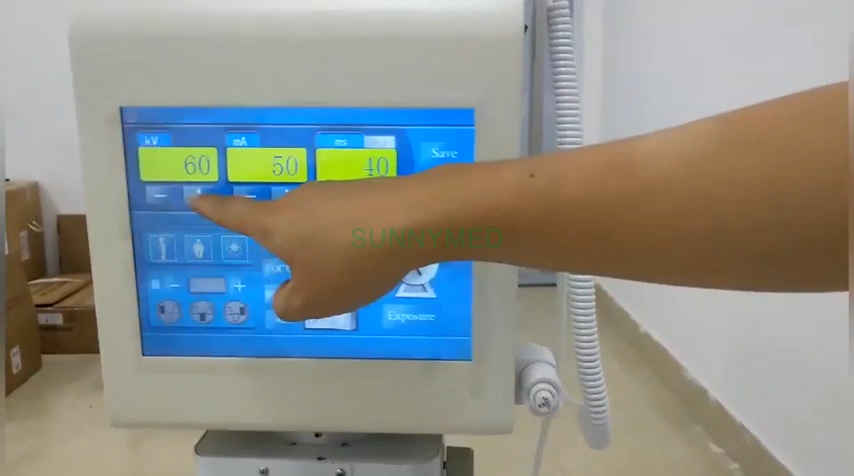 kV mA ms
60 50 40 Save
SUNNYMED
N
Exposure